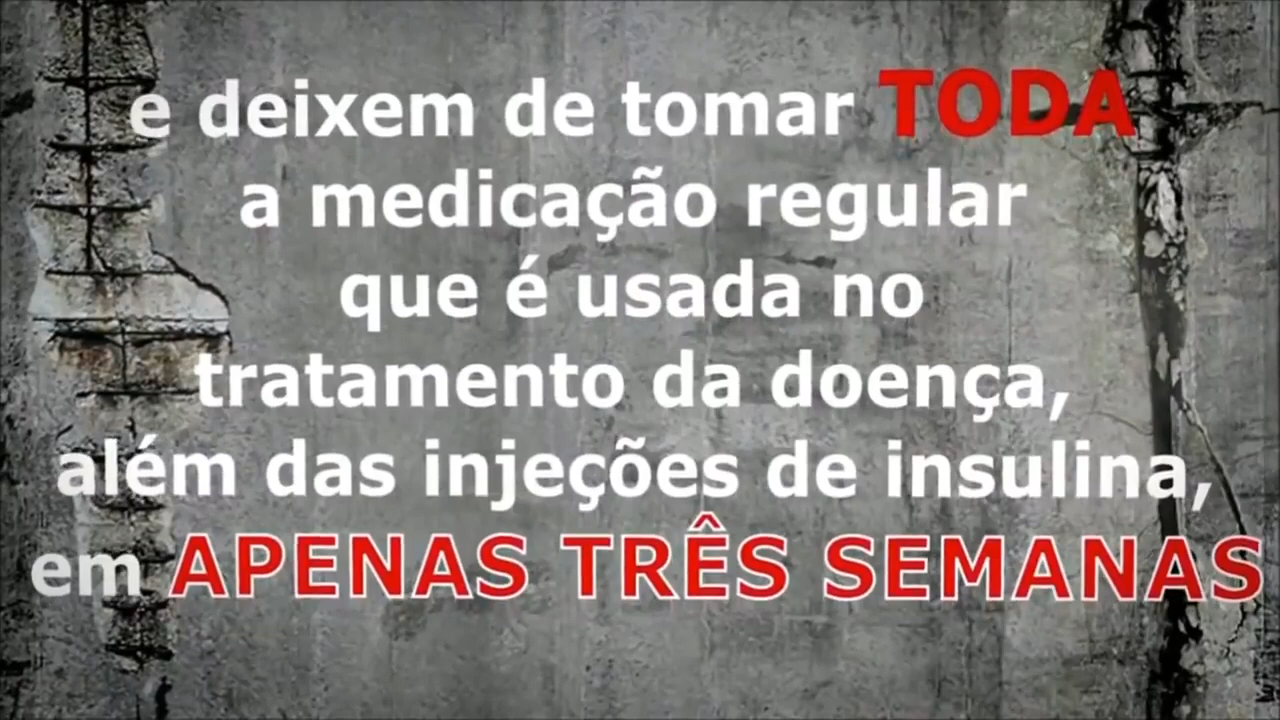 e deixem de tomar TODA
a medicação regular
que é usada no
tratamento da doença,
além das injeções de insulina,
em APENAS TRÊS SEMANAS